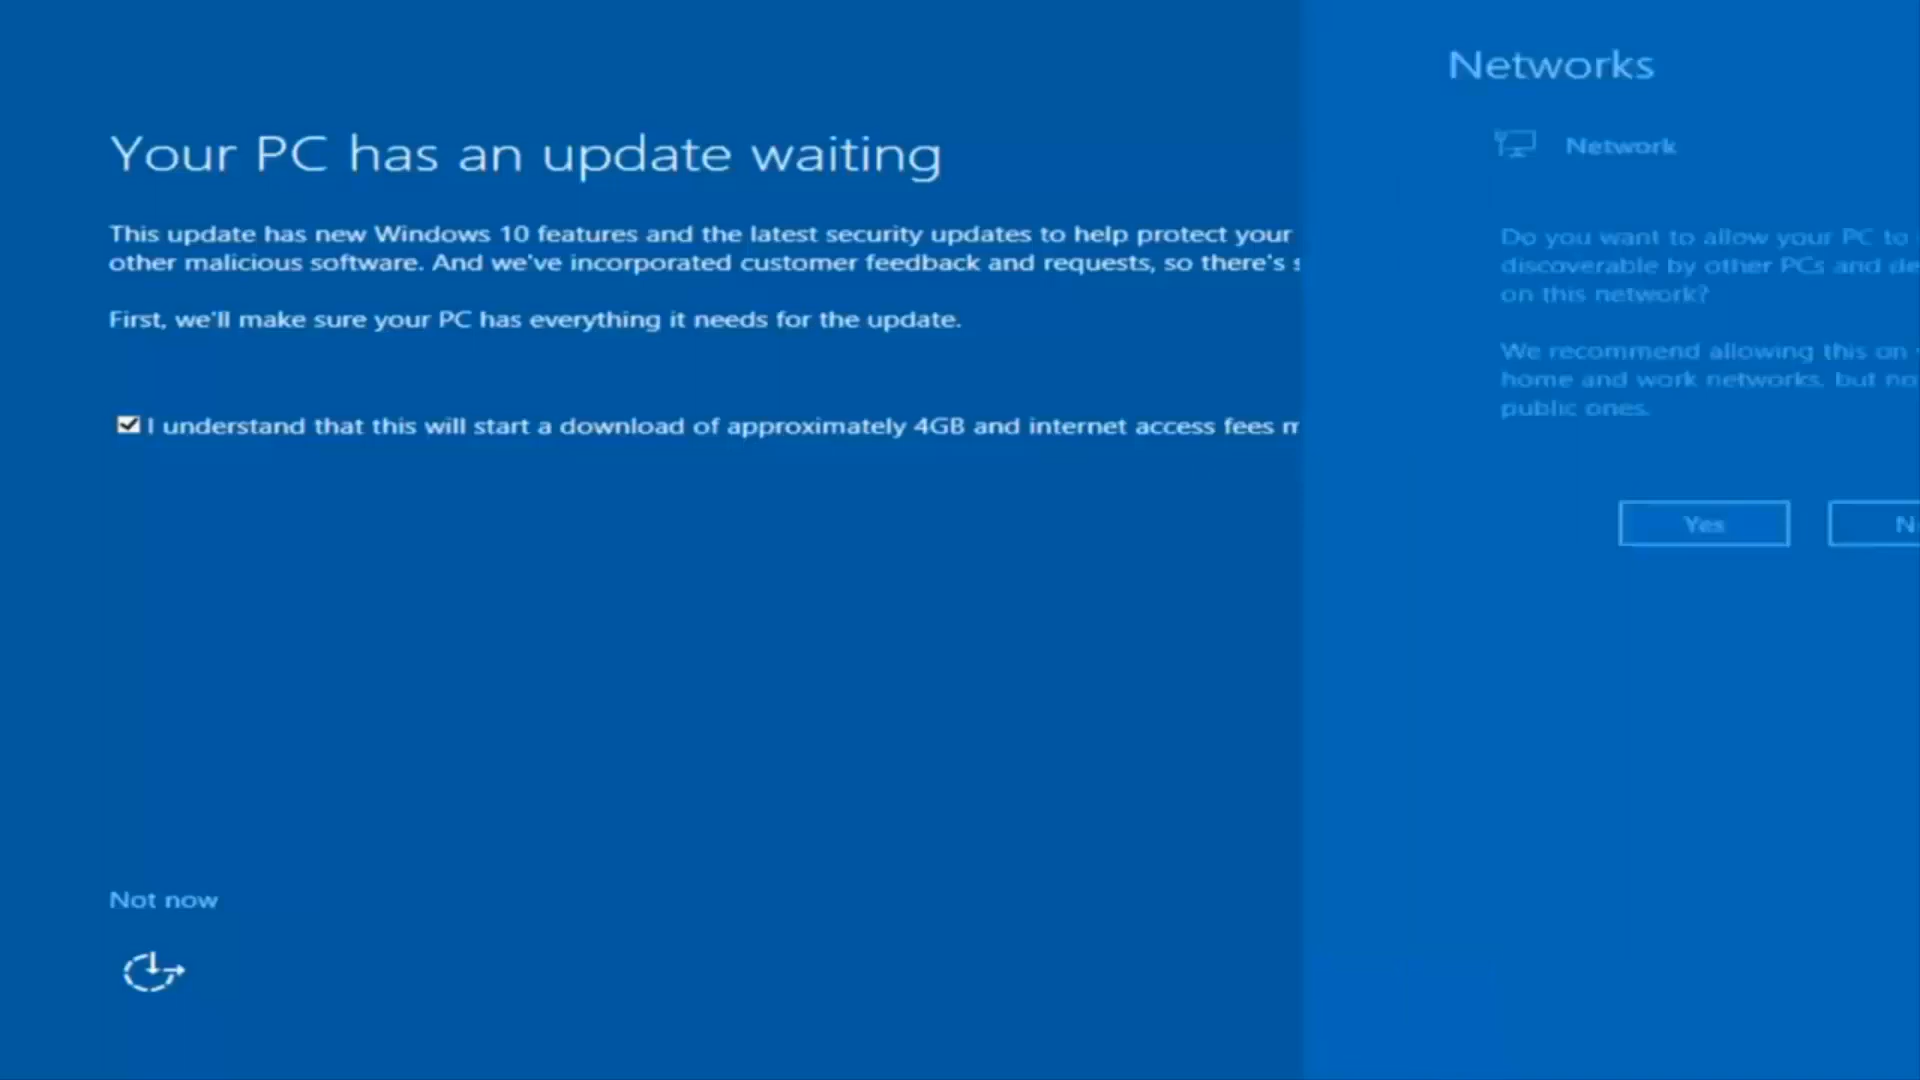 Your PC has an update waiting
This update has new Windows 10 features and the latest security updates to help protect your
other malicious software. And we've incorporated customer feedback and requests, so there's
First, we'll make sure your PC has everything it needs for the update.
I understand that this will start a download of approximately 4GB and internet access fees
Not now
Networks
Network
Do you want to allow your PC to
discoverable by other PCs and
on this network?
We recommend allowing this on
home and work networks, but
public ones.
Yes